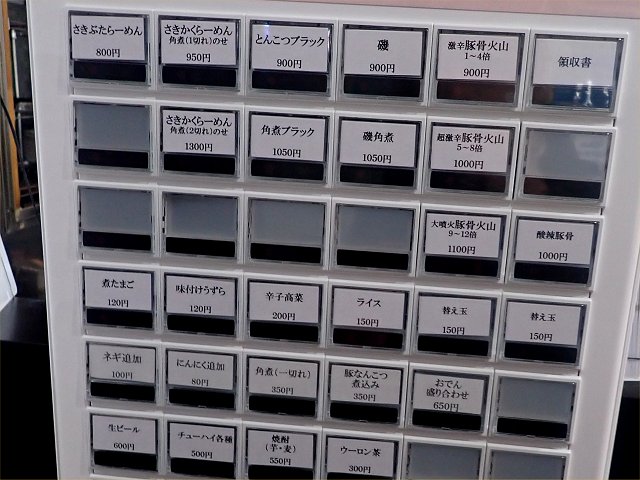 さきぶたらーめん
800円
さきかくらーめん
角煮(1切れ)のせ
950円
とんこつブラック
900円
磯
900円
激辛豚骨火山
1~4倍
900円
領収書
さきかくらーめん
角煮(2切れ)のせ
1300円
角煮ブラック
1050円
磯角煮
1050円
超激辛豚骨火山
5~8倍
1000円
大噴火豚骨火山
9~12倍
1100円
酸辣豚骨
1000円
煮たまご
120円
味付けうずら
120円
辛子高菜
200円
ライス
150円
替え玉
150円
替え玉
150円
ネギ追加
100円
にんにく追加
80円
角煮(一切れ)
350円
豚なんこつ
煮込み
350円
おでん
盛り合わせ
650円
生ビール
600円
チューハイ各種
500円
焼酎
(芋・麦)
550円
ウーロン茶
300円